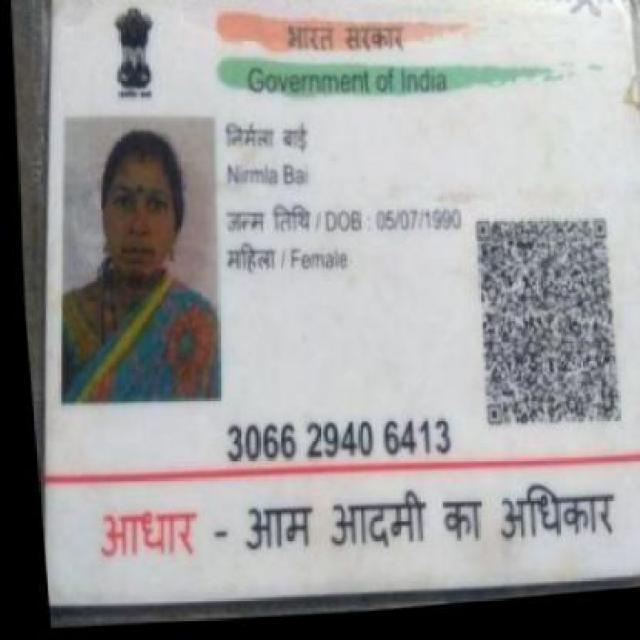 भारत सरकार
Government of India
निर्मला बाई
Nirmla Bai
जन्म तिथि / DOB : 05/07/1990
महिला / Female
3066 2940 6413
आधार - आम आदमी का अधिकार